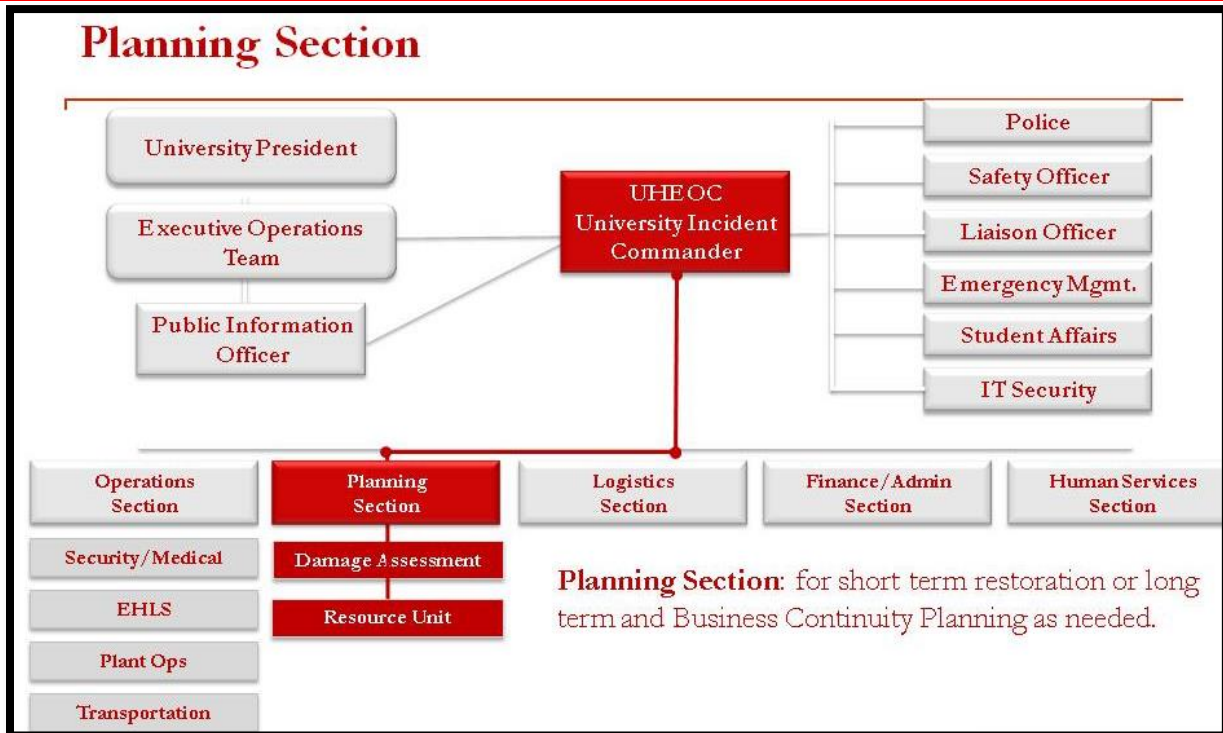 Planning Section
University President
Executive Operations
Team
Public Information
Officer
UHEOC
University Incident
Commander
Police
Safety Officer
Liaison Officer
Emergency Mgmt.
Student Affairs
IT Security
Operations
Section
Security/Medical
EHLS
Plant Ops
Transportation
Planning
Section
Damage Assessment
Resource Unit
Logistics
Section
Finance/Admin
Section
Human Services
Section
Planning Section: for short term restoration or long
term and Business Continuity Planning as needed.